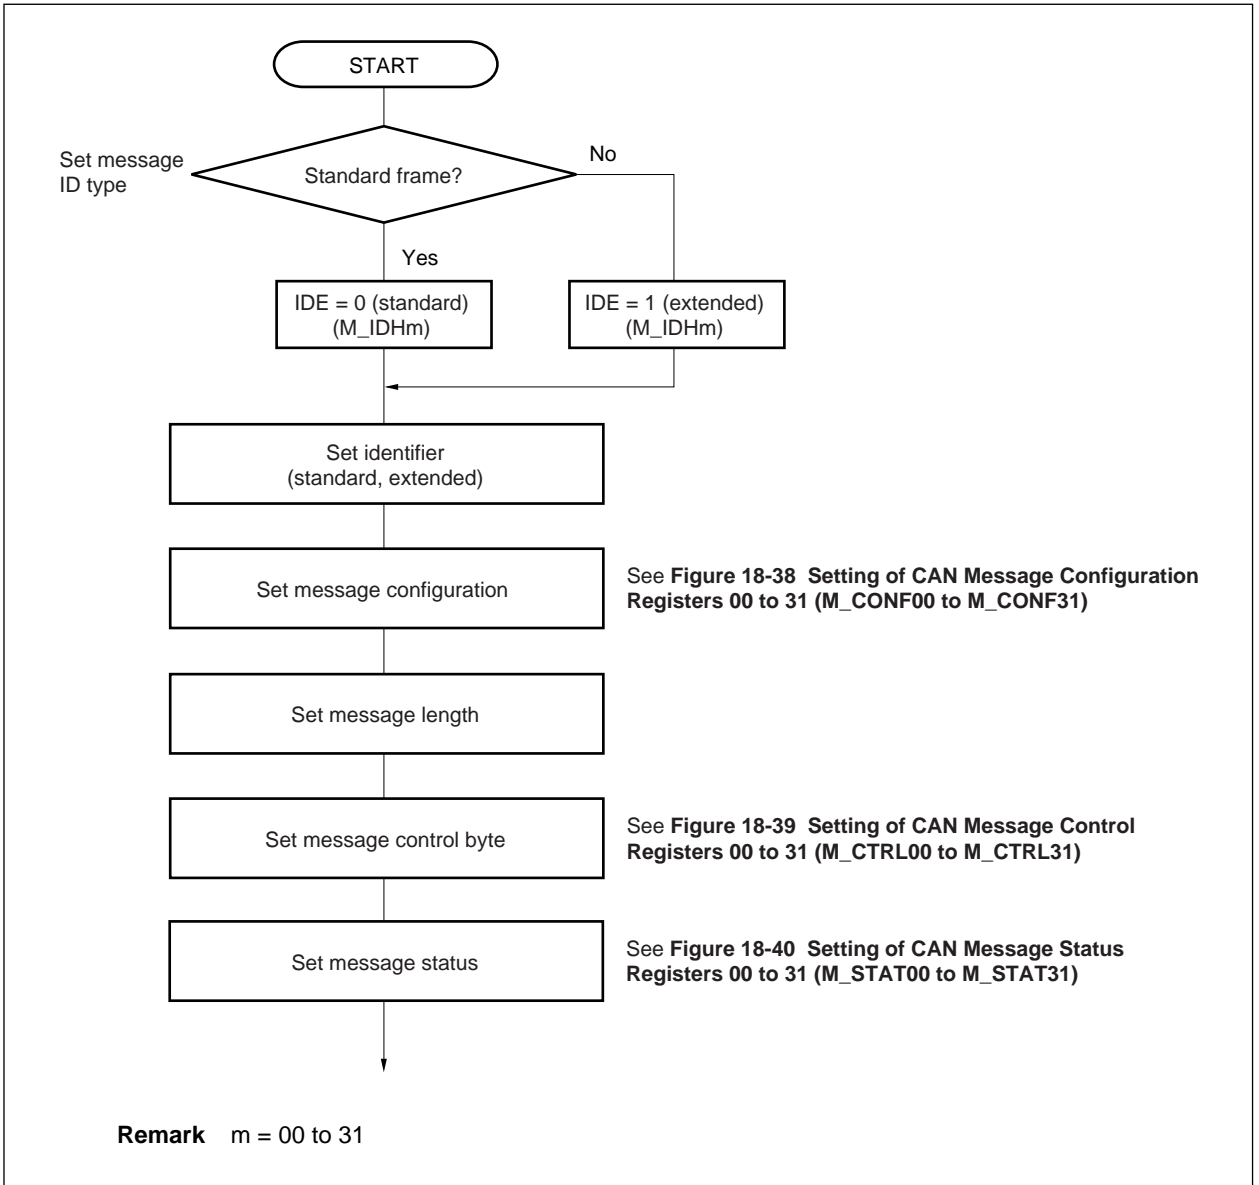 START
Set message
ID type
Standard frame?
No
Yes
IDE = 0 (standard)
(M_IDHm)
IDE = 1 (extended)
(M_IDHm)
Set identifier
(standard, extended)
Set message configuration
See Figure 18-38 Setting of CAN Message Configuration
Registers 00 to 31 (M_CONF00 to M_CONF31)
Set message length
Set message control byte
See Figure 18-39 Setting of CAN Message Control
Registers 00 to 31 (M_CTRL00 to M_CTRL31)
Set message status
See Figure 18-40 Setting of CAN Message Status
Registers 00 to 31 (M_STAT00 to M_STAT31)
Remark m = 00 to 31